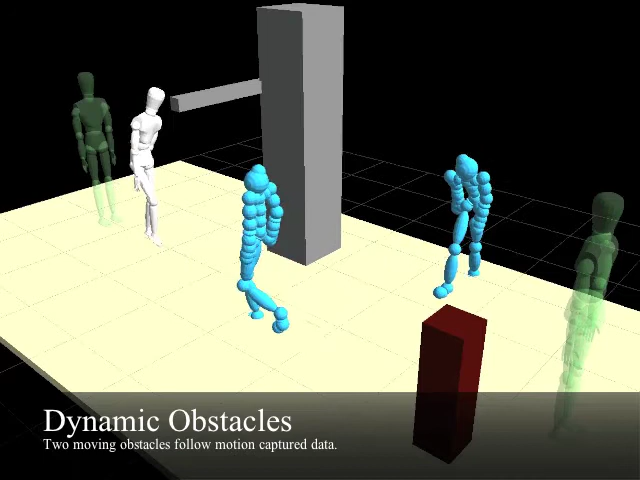 Dynamic Obstacles
Two moving obstacles follow motion captured data.